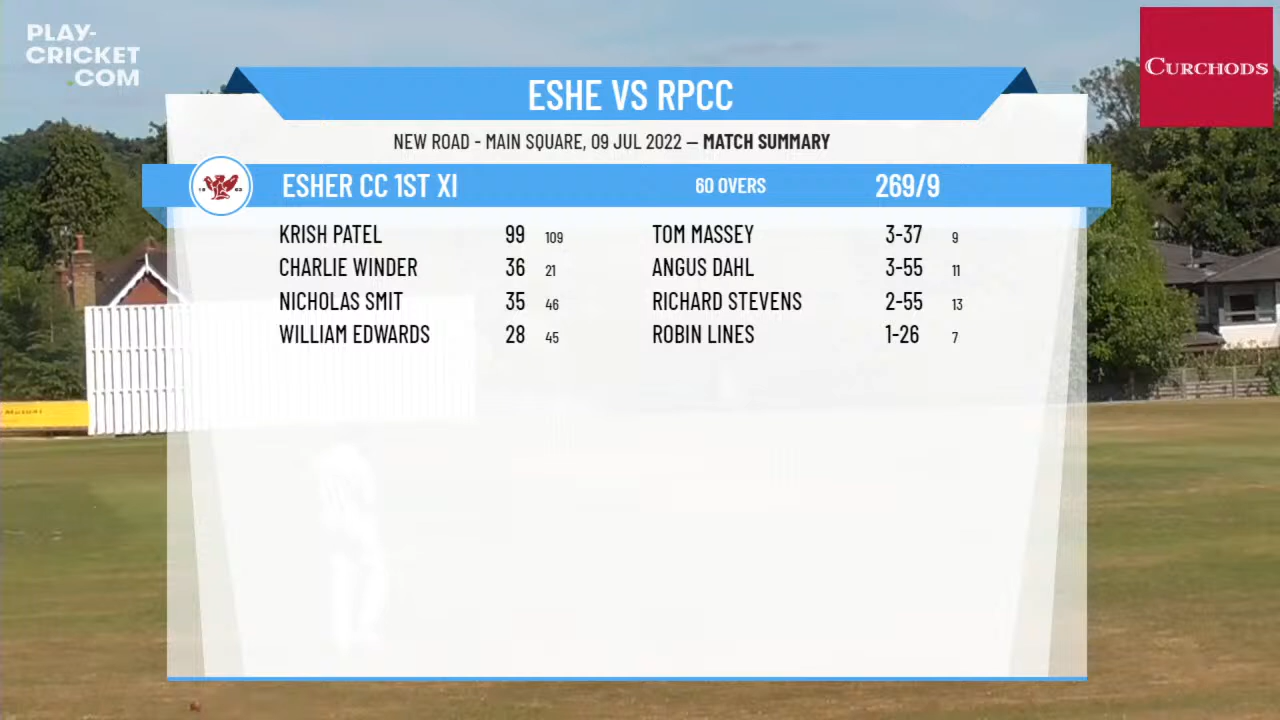 PLAY-
CRICKET
.COM
CURCHODS
ESHE VS RPCC
NEW ROAD - MAIN SQUARE, 09 JUL 2022 – MATCH SUMMARY
ESHER CC 1ST XI 60 OVERS 269/9
KRISH PATEL 99 109 TOM MASSEY 3-37 9
CHARLIE WINDER 36 21 ANGUS DAHL 3-55 11
NICHOLAS SMIT 35 46 RICHARD STEVENS 2-55 13
WILLIAM EDWARDS 28 45 ROBIN LINES 1-26 7